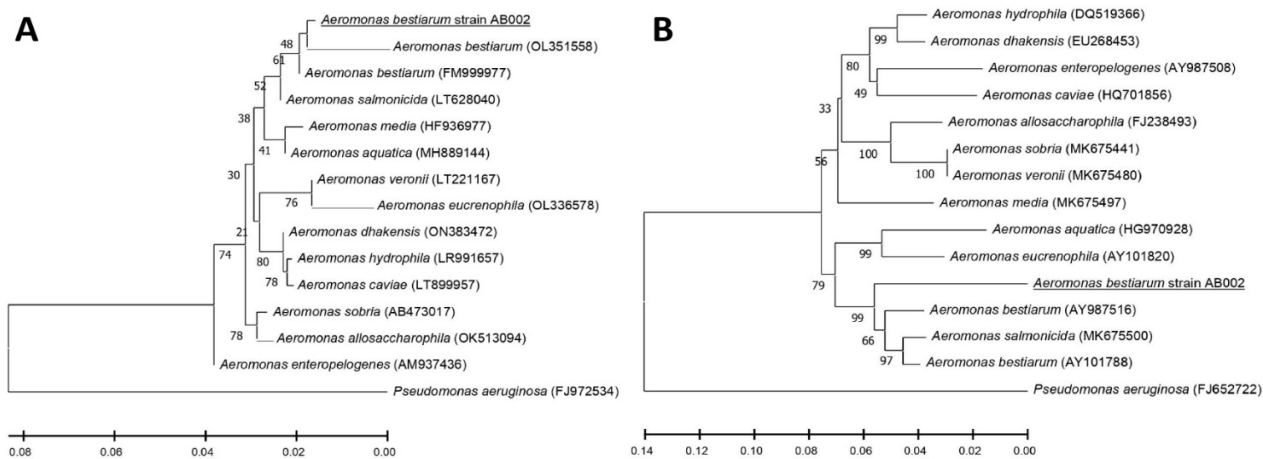 A
Aeromonas bestiarum strain AB002
48
Aeromonas bestiarum (OL351558)
61
Aeromonas bestiarum (FM999977)
52
Aeromonas salmonicida (LT628040)
38
Aeromonas media (HF936977)
41
Aeromonas aquatica (MH889144)
30
Aeromonas veronii (LT221167)
76
Aeromonas eucrenophila (OL336578)
21
Aeromonas dhakensis (ON383472)
74
80
Aeromonas hydrophila (LR991657)
78
Aeromonas caviae (LT899957)
Aeromonas sobria (AB473017)
78
Aeromonas allosaccharophila (OK513094)
Aeromonas enteropelogenes (AM937436)
Pseudomonas aeruginosa (FJ972534)
0.08 0.06 0.04 0.02 0.00
B
Aeromonas hydrophila (DQ519366)
99
Aeromonas dhakensis (EU268453)
80
Aeromonas enteropelogenes (AY987508)
49
Aeromonas caviae (HQ701856)
33
Aeromonas allosaccharophila (FJ238493)
100
Aeromonas sobria (MK675441)
56
100
Aeromonas veronii (MK675480)
Aeromonas media (MK675497)
Aeromonas aquatica (HG970928)
99
Aeromonas eucrenophila (AY101820)
79
Aeromonas bestiarum strain AB002
99
Aeromonas bestiarum (AY987516)
66
Aeromonas salmonicida (MK675500)
97
Aeromonas bestiarum (AY101788)
Pseudomonas aeruginosa (FJ652722)
0.14 0.12 0.10 0.08 0.06 0.04 0.02 0.00